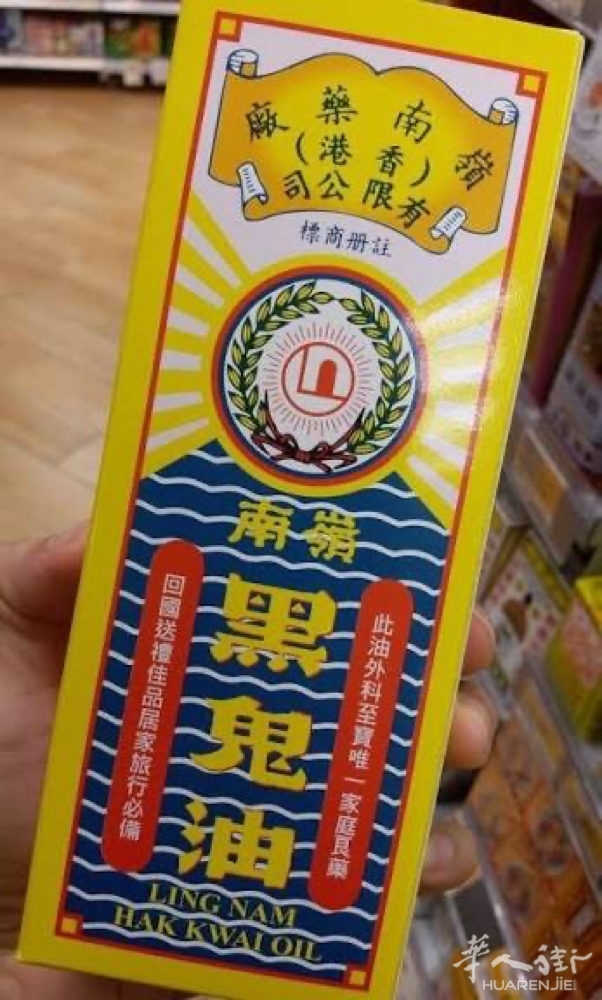 嶺南藥廠
(香港)
有限公司
註册商標
嶺南
黑鬼油
此油外科至寶唯一家庭良藥
回國送禮佳品居家旅行必備
LING NAM
HAK KWAI OIL
華人街
HUARENJIE